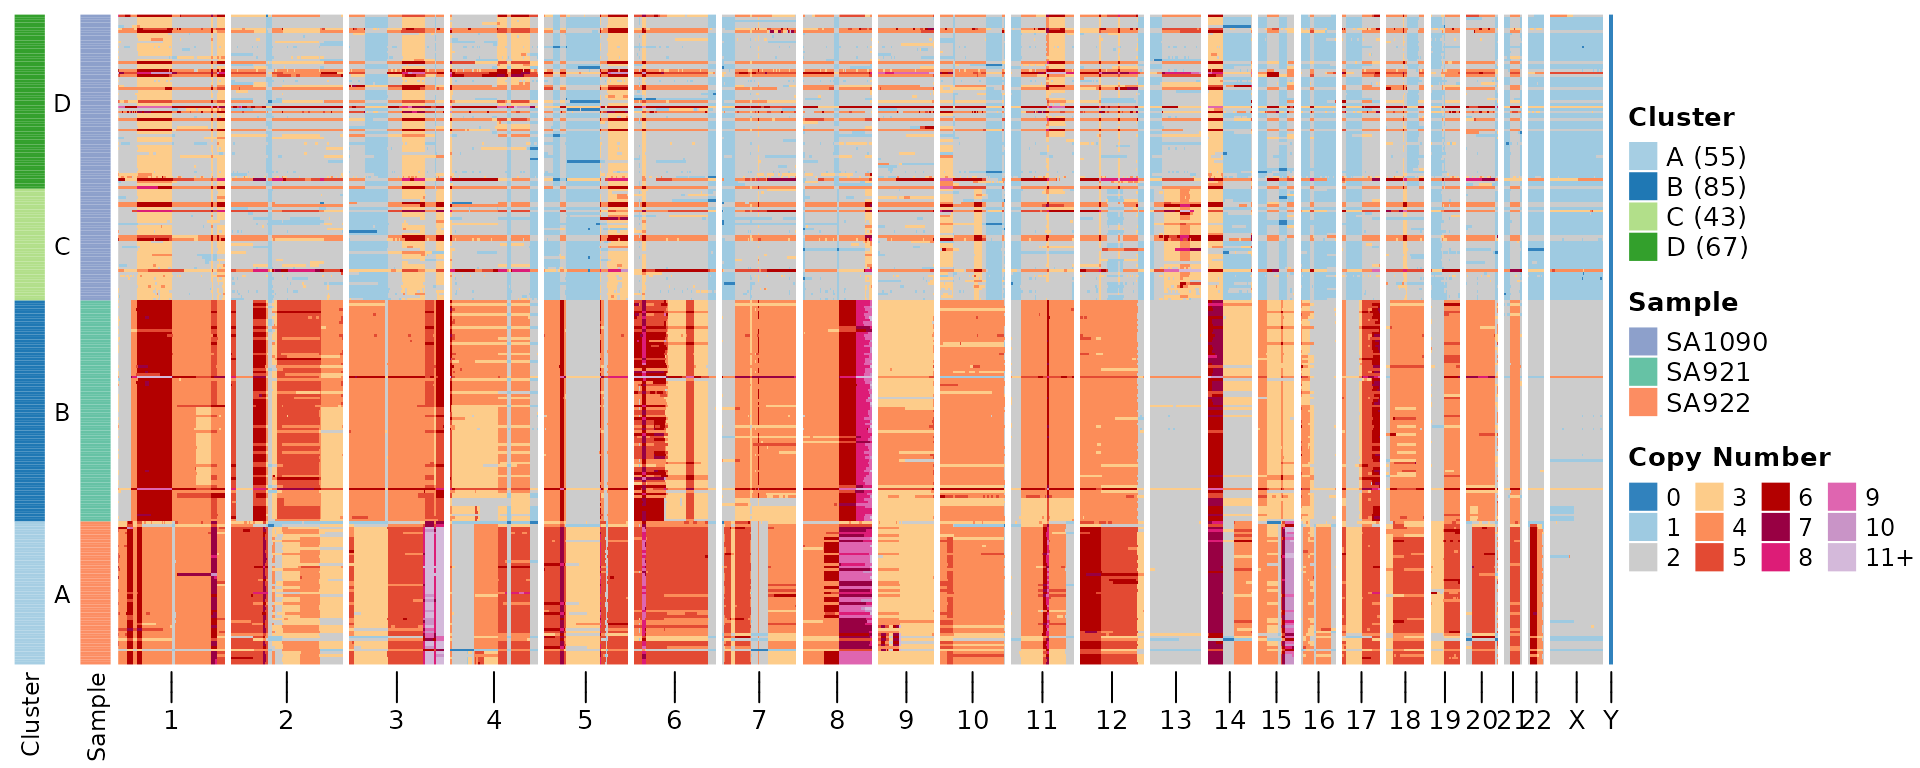 D
C
B
A
Cluster
Sample
1 2 3 4 5 6 7 8 9 10 11 12 13 14 15 16 17 18 19 20 21 22 X Y
Cluster
A (55)
B (85)
C (43)
D (67)
Sample
SA1090
SA921
SA922
Copy Number
0 3 6 9
1 4 7 10
2 5 8 11+